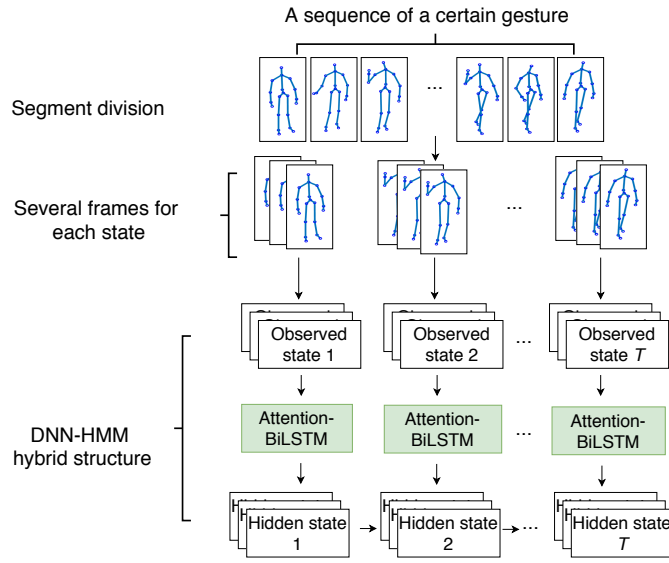 A sequence of a certain gesture
Segment division
...
Several frames for
each state
...
Observed
state 1
Observed
state 2
...
Observed
state T
DNN-HMM
hybrid structure
Attention-
BiLSTM
Attention-
BiLSTM
...
Attention-
BiLSTM
Hidden state
1
Hidden state
2
...
Hidden state
T